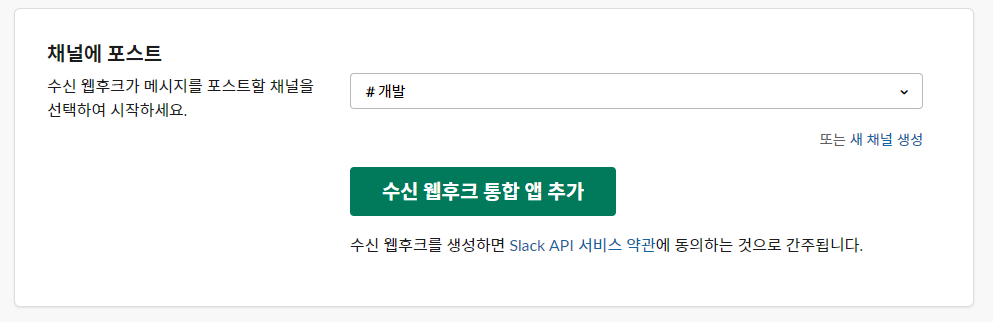 채널에 포스트
수신 웹후크가 메시지를 포스트할 채널을
선택하여 시작하세요.
# 개발
또는 새 채널 생성
수신 웹후크 통합 앱 추가
수신 웹후크를 생성하면 Slack API 서비스 약관에 동의하는 것으로 간주됩니다.